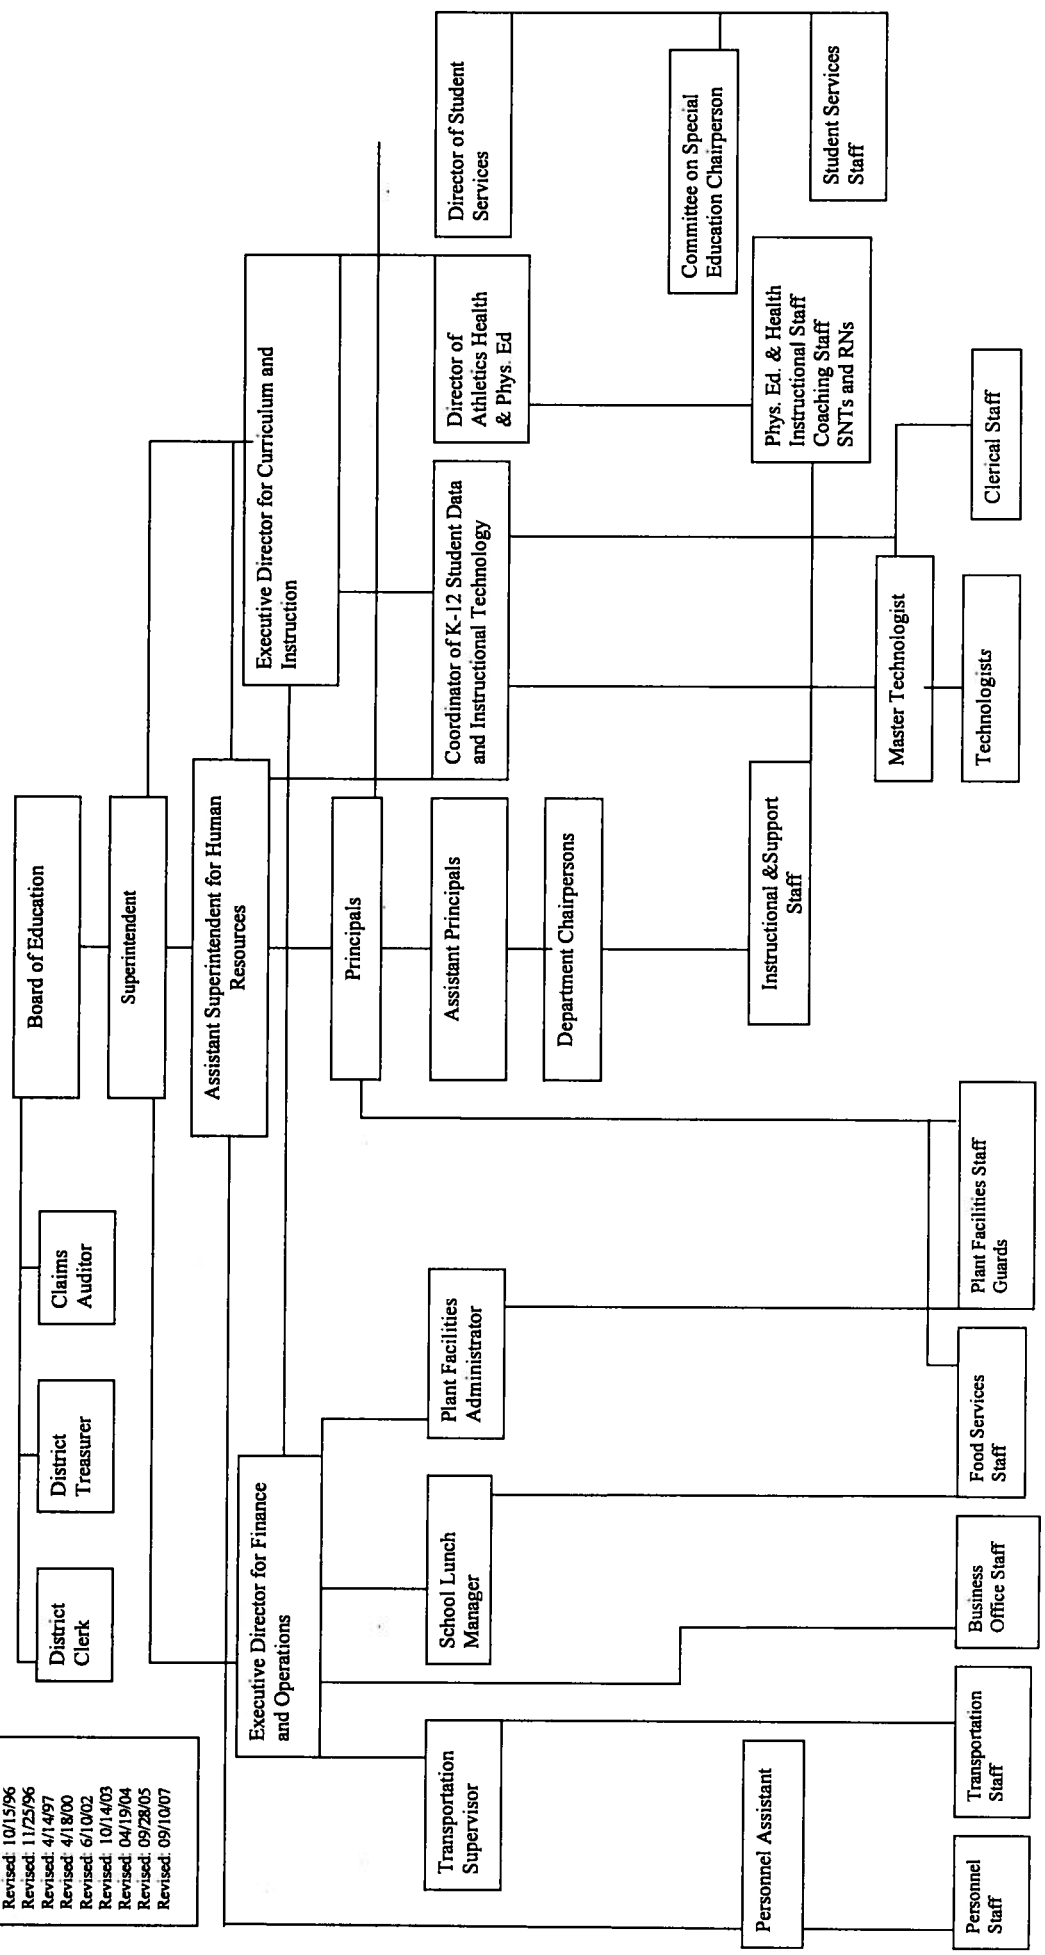 Revised: 10/15/96
Revised: 11/25/96
Revised: 4/14/97
Revised: 4/18/00
Revised: 6/10/02
Revised: 10/14/03
Revised: 04/19/04
Revised: 09/28/05
Revised: 09/10/07
Board of Education
District
Clerk
District
Treasurer
Claims
Auditor
Superintendent
Assistant Superintendent for Human
Resources
Executive Director for Finance
and Operations
Executive Director for Curriculum and
Instruction
Principals
Transportation
Supervisor
School Lunch
Manager
Plant Facilities
Administrator
Assistant Principals
Coordinator of K-12 Student Data
and Instructional Technology
Director of
Athletics Health
& Phys. Ed
Director of Student
Services
Department Chairpersons
Committee on Special
Education Chairperson
Personnel Assistant
Instructional &Support
Staff
Phys. Ed. & Health
Instructional Staff
Coaching Staff
SNTs and RNs
Student Services
Staff
Master Technologist
Personnel
Staff
Transportation
Staff
Business
Office Staff
Food Services
Staff
Plant Facilities Staff
Guards
Technologists
Clerical Staff